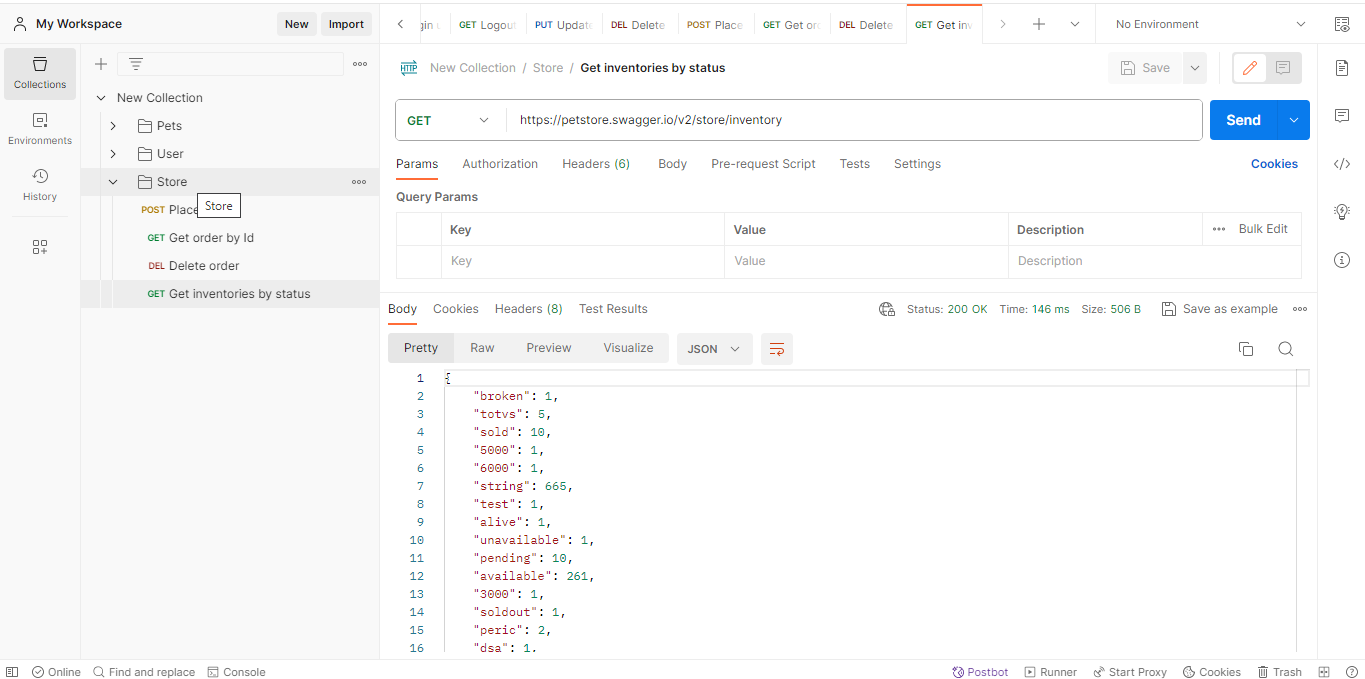 My Workspace
New
Import
Logout
GET
PUT
DEL Delete
POST Place
GET
DEL Delete
GET
No Environment
Collections
Environments
History
New Collection
Pets
User
Store
Store
POST
GET Get order by Id
DEL Delete order
GET Get inventories by status
HTTP New Collection / Store / Get inventories by status
Save
GET
https://petstore.swagger.io/v2/store/inventory
Send
Params Authorization Headers (6) Body Pre-request Script Tests Settings
Cookies
Query Params
Key Value Description
Bulk Edit
Key Value Description
Body Cookies Headers (8) Test Results
Status: 200 OK Time: 146 ms Size: 506 B
Save as example
Pretty Raw Preview Visualize
JSON
1 {
2 "broken": 1,
3 "totvs": 5,
4 "sold": 10,
5 "5000": 1,
6 "6000": 1,
7 "string": 665,
8 "test": 1,
9 "alive": 1,
10 "unavailable": 1,
11 "pending": 10,
12 "available": 261,
13 "3000": 1,
14 "soldout": 1,
15 "peric": 2,
16 "dsa": 1,
Online
Find and replace
Console
Postbot
Runner
Start Proxy
Cookies
Trash